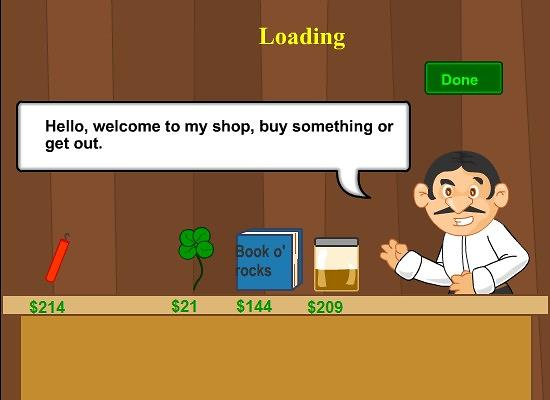 Loading
Done
Hello, welcome to my shop, buy something or
get out.
Book o'
rocks
$214
$21
$144
$209